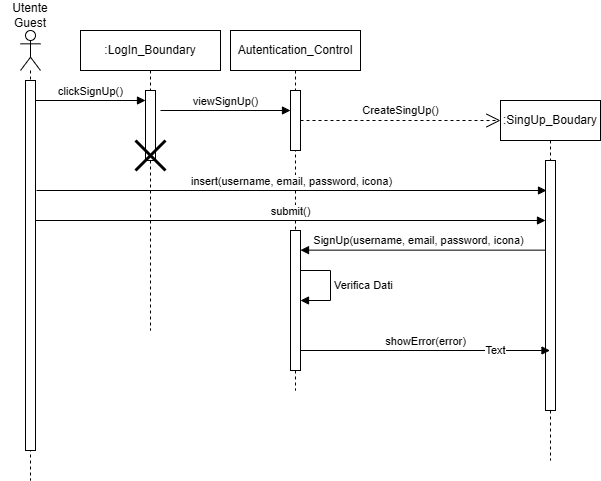 Utente
Guest
:LogIn_Boundary
Autentication_Control
clickSignUp()
viewSignUp()
CreateSingUp()
:SingUp_Boudary
insert(username, email, password, icona)
submit()
SignUp(username, email, password, icona)
Verifica Dati
showError(error)
Text